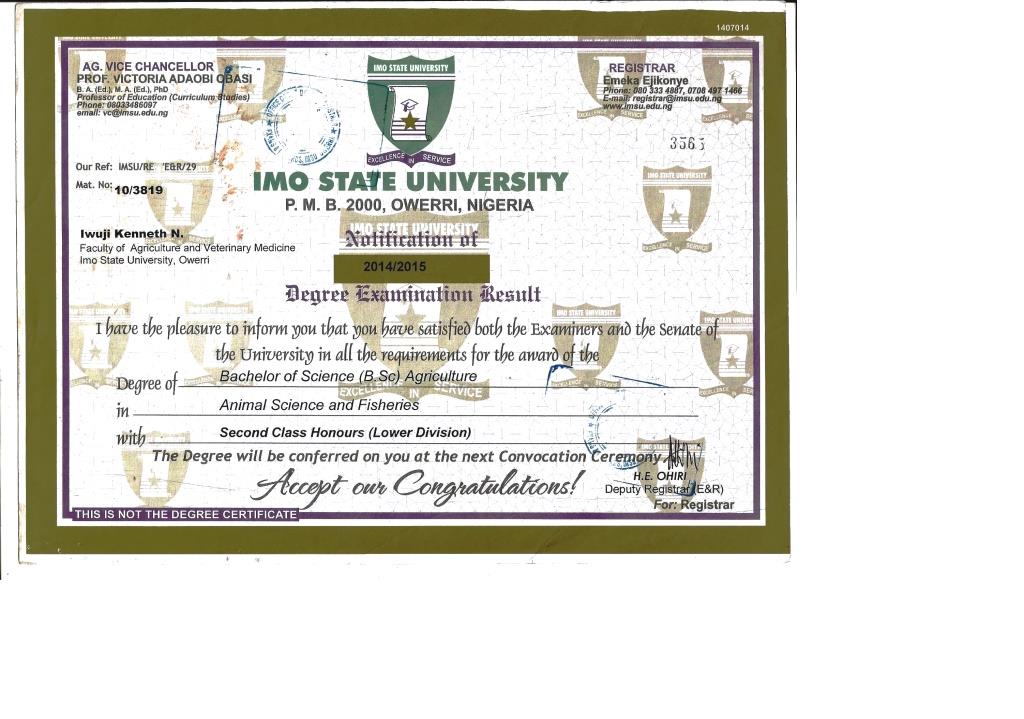 1407014
AG. VICE CHANCELLOR
PROF. VICTORIA ADAOBI OBASI
B. A. (Ed.), M. A. (Ed.), PhD
Professor of Education (Curriculum Studies)
Phone: 08033486097
email: vc@imsu.edu.ng
IMO STATE UNIVERSITY
EXCELLENCE IN SERVICE
REGISTRAR
Emeka Ejikonye
Phone: 080 333 4887, 0708 497 1466
E-mail: registrar@imsu.edu.ng
www.imsu.edu.ng
Our Ref: IMSU/RE E&R/29
Mat. No: 10/3819
IMO STATE UNIVERSITY
P. M. B. 2000, OWERRI, NIGERIA
Iwuji Kenneth N.
Faculty of Agriculture and Veterinary Medicine
Imo State University, Owerri
Notification of
2014/2015
Degree Examination Result
I have the pleasure to inform you that you have satisfied both the Examiners and the Senate of
the University in all the requirements for the award of the
Degree of Bachelor of Science (B.Sc) Agriculture
in Animal Science and Fisheries
with Second Class Honours (Lower Division)
The Degree will be conferred on you at the next Convocation Ceremony
Accept our Congratulations!
H.E. OHIRI
Deputy Registrar (E&R)
For: Registrar
THIS IS NOT THE DEGREE CERTIFICATE